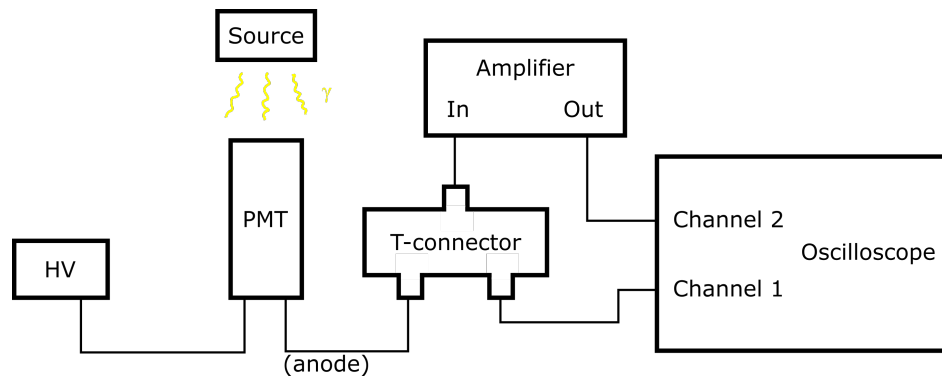 Source
γ
Amplifier
In Out
PMT
T-connector
Channel 2
Oscilloscope
HV
Channel 1
(anode)